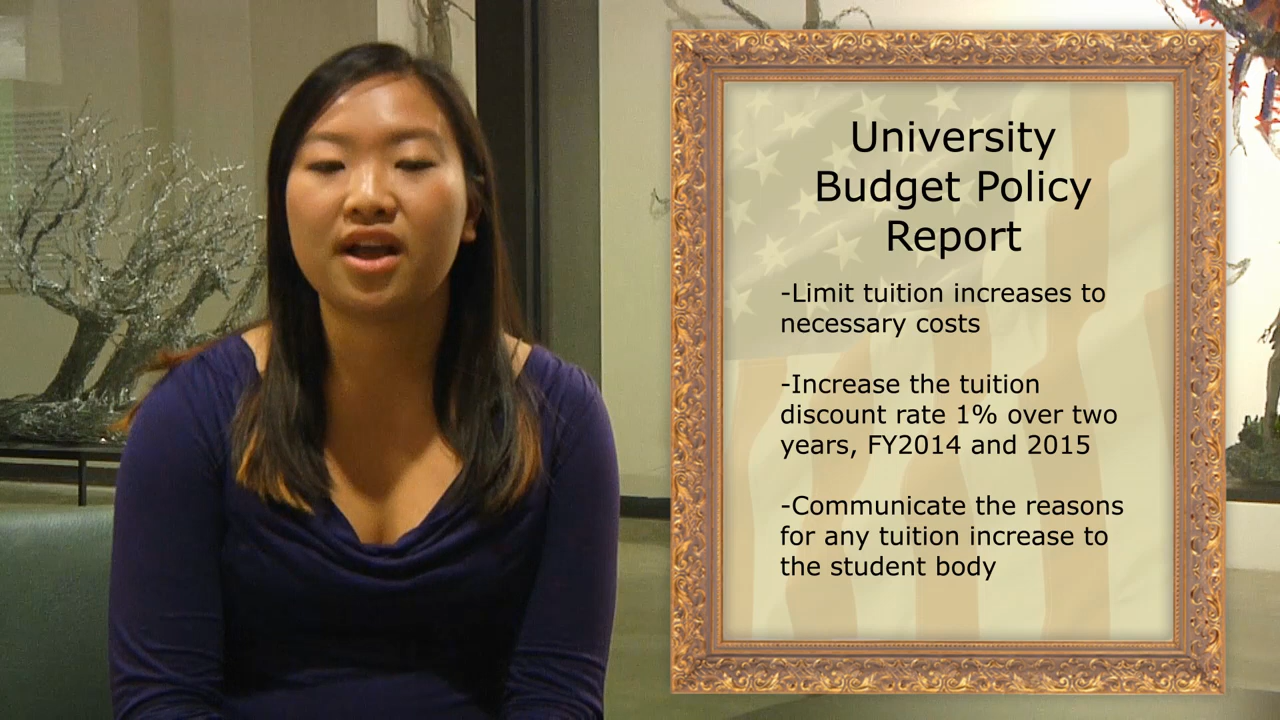 University
Budget Policy
Report
-Limit tuition increases to
necessary costs
-Increase the tuition
discount rate 1% over two
years, FY2014 and 2015
-Communicate the reasons
for any tuition increase to
the student body